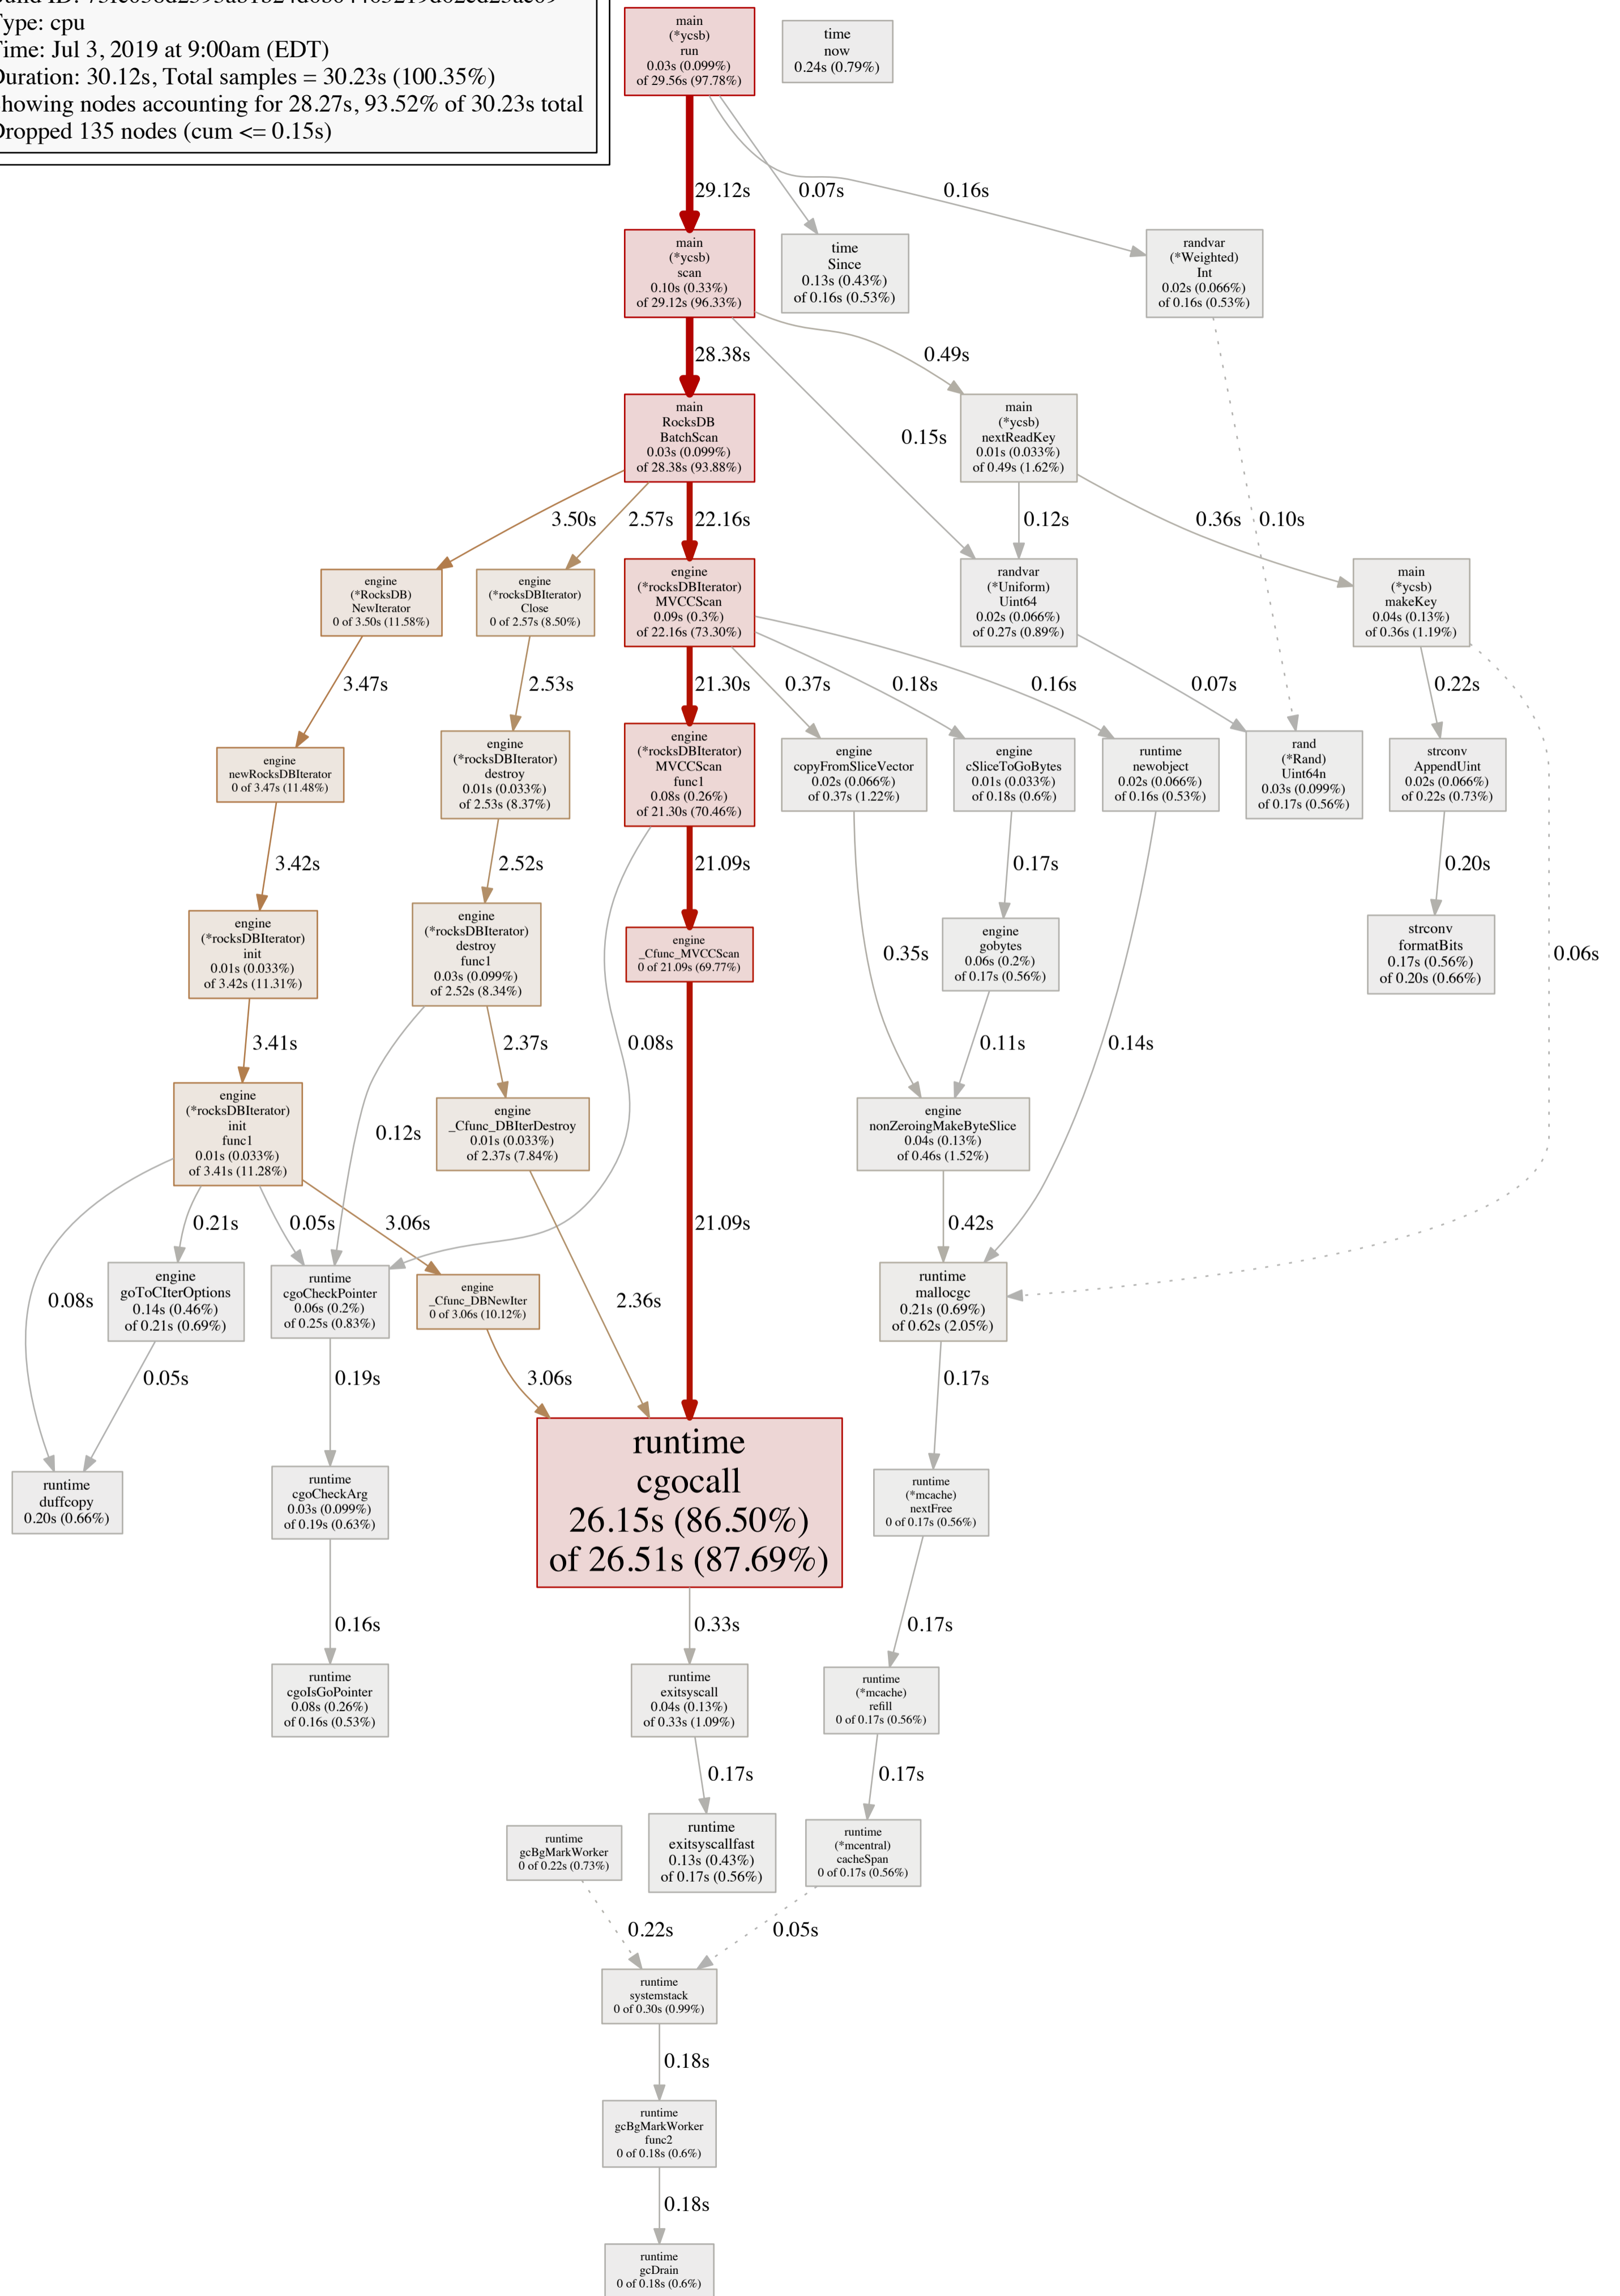 Type: cpu
Time: Jul 3, 2019 at 9:00am (EDT)
Duration: 30.12s, Total samples = 30.23s (100.35%)
Showing nodes accounting for 28.27s, 93.52% of 30.23s total
Dropped 135 nodes (cum <= 0.15s)
main
(*ycsb)
run
0.03s (0.099%)
of 29.56s (97.78%)
time
now
0.24s (0.79%)
29.12s
0.07s
0.16s
main
(*ycsb)
scan
0.10s (0.33%)
of 29.12s (96.33%)
time
Since
0.13s (0.43%)
of 0.16s (0.53%)
randvar
(*Weighted)
Int
0.02s (0.066%)
of 0.16s (0.53%)
28.38s
0.49s
0.15s
main
RocksDB
BatchScan
0.03s (0.099%)
of 28.38s (93.88%)
main
(*ycsb)
nextReadKey
0.01s (0.033%)
of 0.49s (1.62%)
3.50s
2.57s
22.16s
0.12s
0.36s
0.10s
engine
(*RocksDB)
NewIterator
0 of 3.50s (11.58%)
engine
(*rocksDBIterator)
Close
0 of 2.57s (8.50%)
engine
(*rocksDBIterator)
MVCCScan
0.09s (0.3%)
of 22.16s (73.30%)
randvar
(*Uniform)
Uint64
0.02s (0.066%)
of 0.27s (0.89%)
main
(*ycsb)
makeKey
0.04s (0.13%)
of 0.36s (1.19%)
3.47s
2.53s
21.30s
0.37s
0.18s
0.16s
0.07s
0.22s
engine
newRocksDBIterator
0 of 3.47s (11.48%)
engine
(*rocksDBIterator)
destroy
0.01s (0.033%)
of 2.53s (8.37%)
engine
(*rocksDBIterator)
MVCCScan
func1
0.08s (0.26%)
of 21.30s (70.46%)
engine
copyFromSliceVector
0.02s (0.066%)
of 0.37s (1.22%)
engine
cSliceToGoBytes
0.01s (0.033%)
of 0.18s (0.6%)
runtime
newobject
0.02s (0.066%)
of 0.16s (0.53%)
rand
(*Rand)
Uint64n
0.03s (0.099%)
of 0.17s (0.56%)
strconv
AppendUint
0.02s (0.066%)
of 0.22s (0.73%)
3.42s
2.52s
21.09s
0.17s
0.20s
engine
(*rocksDBIterator)
init
0.01s (0.033%)
of 3.42s (11.31%)
engine
(*rocksDBIterator)
destroy
func1
0.03s (0.099%)
of 2.52s (8.34%)
engine
_Cfunc_MVCCScan
0 of 21.09s (69.77%)
0.35s
engine
gobytes
0.06s (0.2%)
of 0.17s (0.56%)
strconv
formatBits
0.17s (0.56%)
of 0.20s (0.66%)
0.06s
3.41s
2.37s
0.08s
0.11s
0.14s
engine
(*rocksDBIterator)
init
func1
0.01s (0.033%)
of 3.41s (11.28%)
0.12s
engine
_Cfunc_DBIterDestroy
0.01s (0.033%)
of 2.37s (7.84%)
engine
nonZeroingMakeByteSlice
0.04s (0.13%)
of 0.46s (1.52%)
0.21s
0.05s
3.06s
21.09s
0.42s
0.08s
engine
goToCIterOptions
0.14s (0.46%)
of 0.21s (0.69%)
runtime
cgoCheckPointer
0.06s (0.2%)
of 0.25s (0.83%)
engine
_Cfunc_DBNewIter
0 of 3.06s (10.12%)
2.36s
runtime
mallocgc
0.21s (0.69%)
of 0.62s (2.05%)
0.05s
0.19s
3.06s
0.17s
runtime
duffcopy
0.20s (0.66%)
runtime
cgoCheckArg
0.03s (0.099%)
of 0.19s (0.63%)
runtime
cgocall
26.15s (86.50%)
of 26.51s (87.69%)
runtime
(*mcache)
nextFree
0 of 0.17s (0.56%)
0.16s
0.33s
0.17s
runtime
cgoIsGoPointer
0.08s (0.26%)
of 0.16s (0.53%)
runtime
exitsyscall
0.04s (0.13%)
of 0.33s (1.09%)
runtime
(*mcache)
refill
0 of 0.17s (0.56%)
0.17s
0.17s
runtime
gcBgMarkWorker
0 of 0.22s (0.73%)
runtime
exitsyscallfast
0.13s (0.43%)
of 0.17s (0.56%)
runtime
(*mcentral)
cacheSpan
0 of 0.17s (0.56%)
0.22s
0.05s
runtime
systemstack
0 of 0.30s (0.99%)
0.18s
runtime
gcBgMarkWorker
func2
0 of 0.18s (0.6%)
0.18s
runtime
gcDrain
0 of 0.18s (0.6%)